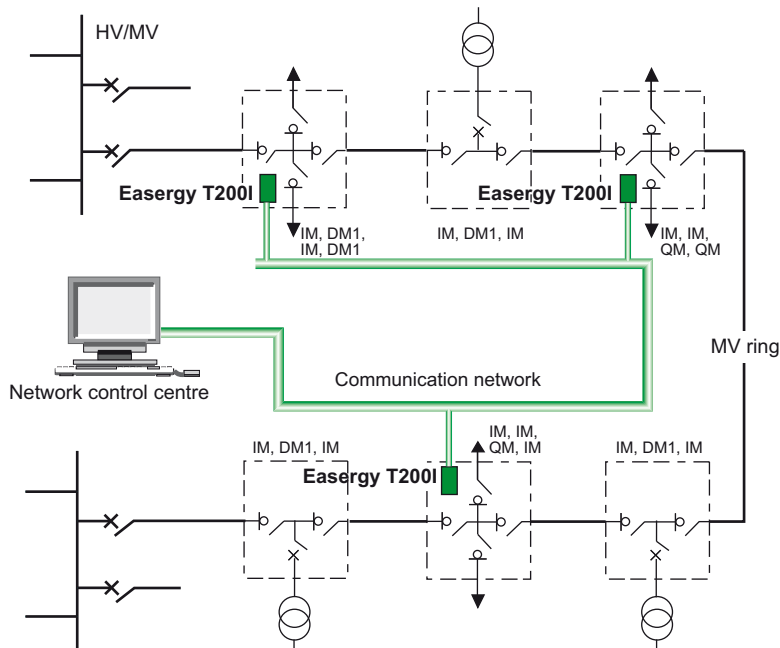 HV/MV
Easergy T200I
Easergy T200I
IM, DM1,
IM, DM1
IM, DM1, IM
IM, IM,
QM, QM
MV ring
Network control centre
Communication network
IM, DM1, IM
IM, IM,
QM, IM
IM, DM1, IM
Easergy T200I